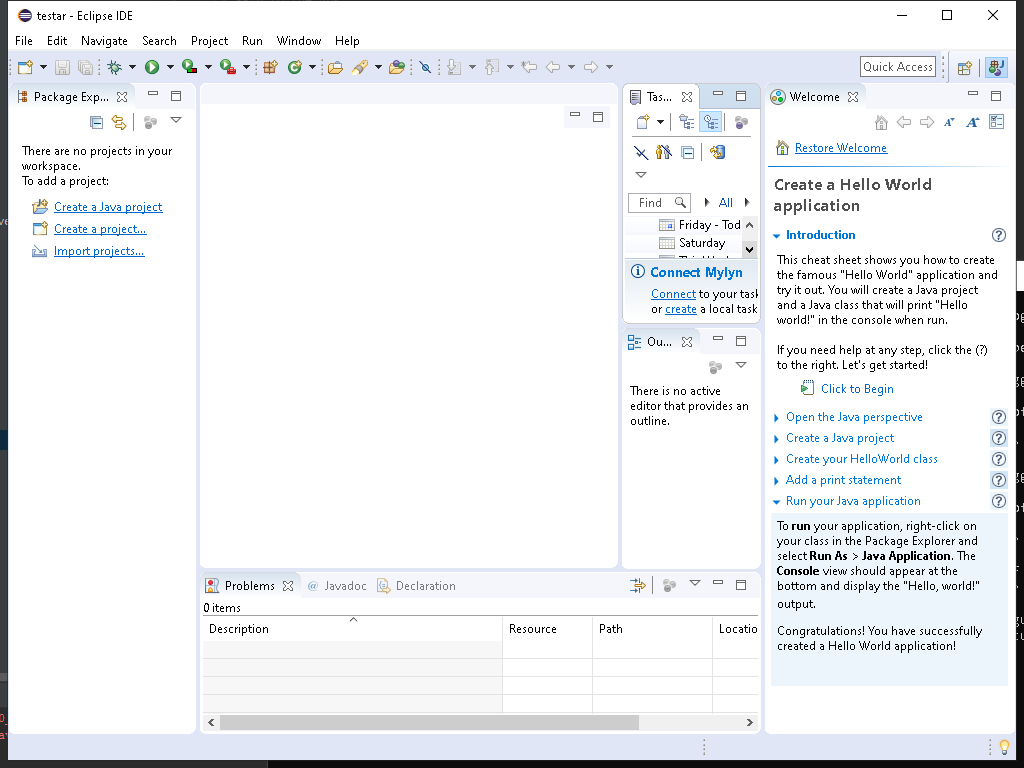 testar - Eclipse IDE
File Edit Navigate Search Project Run Window Help
Quick Access
Package Exp...
There are no projects in your
workspace.
To add a project:
Create a Java project
Create a project...
Import projects...
Tas...
Find
All
Friday - Tod
Saturday
Connect Mylyn
Connect to your task
or create a local task
Ou...
There is no active
editor that provides an
outline.
Welcome
Restore Welcome
Create a Hello World
application
Introduction
This cheat sheet shows you how to create
the famous "Hello World" application and
try it out. You will create a Java project
and a Java class that will print "Hello
world!" in the console when run.
If you need help at any step, click the (?)
to the right. Let's get started!
Click to Begin
Open the Java perspective
Create a Java project
Create your HelloWorld class
Add a print statement
Run your Java application
To run your application, right-click on
your class in the Package Explorer and
select Run As > Java Application. The
Console view should appear at the
bottom and display the "Hello, world!"
output.
Congratulations! You have successfully
created a Hello World application!
Problems @ Javadoc Declaration
0 items
Description Resource Path Locatio